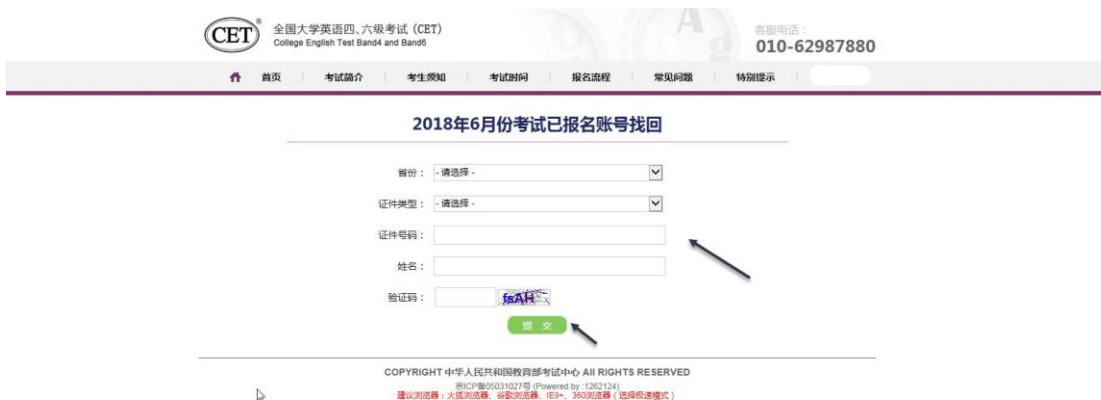 CET®
全国大学英语四、六级考试 (CET)
College English Test Band4 and Band6
客服电话：
010-62987880
首页 考试简介 考生须知 考试时间 报名流程 常见问题 特别提示
2018年6月份考试已报名账号找回
省份： - 请选择 -
证件类型： - 请选择 -
证件号码：
姓名：
验证码： fsAH
提 交
COPYRIGHT 中华人民共和国教育部考试中心 All RIGHTS RESERVED
京ICP备05031027号 (Powered by :1262124)
建议浏览器：火狐浏览器、谷歌浏览器、IE9+、360浏览器 ( 选择极速模式 )